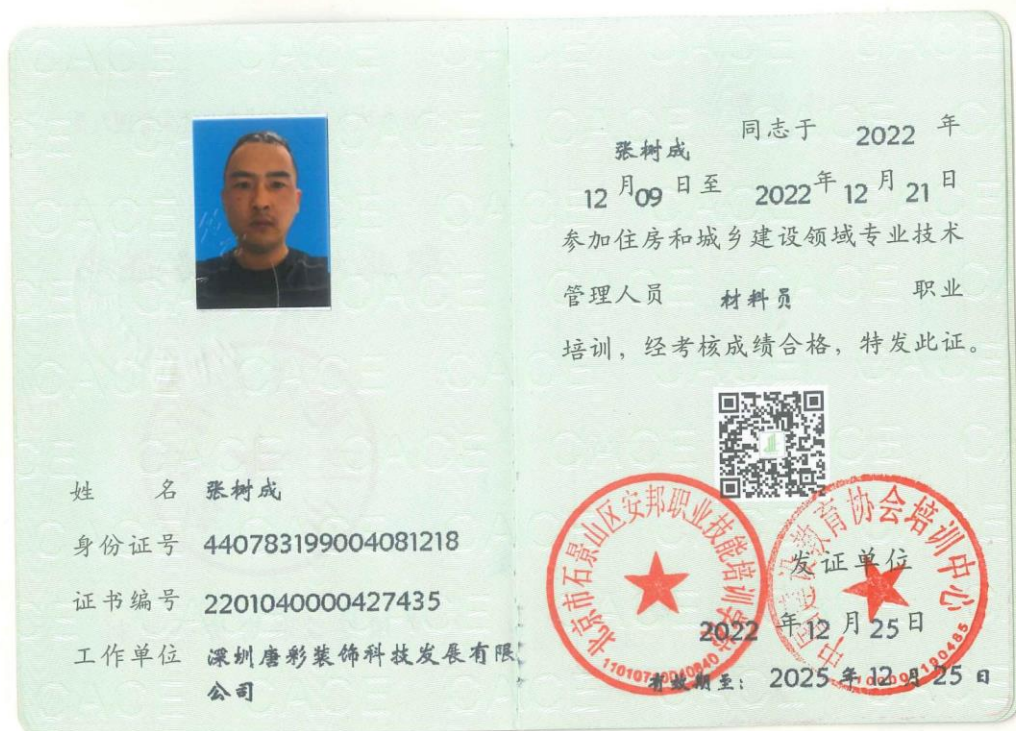 姓 名 张树成
身份证号 440783199004081218
证书编号 2201040000427435
工作单位 深圳唐彩装饰科技发展有限
公司
张树成 同志于 2022 年
12 月 09 日至 2022 年 12 月 21 日
参加住房和城乡建设领域专业技术
管理人员 材料员 职业
培训，经考核成绩合格，特发此证。
北京市石景山区安邦职业技能培训学校
中国建设教育协会培训中心
发证单位
2022 年 12 月 25 日
有效期至： 2025 年 12 月 25 日
CACE